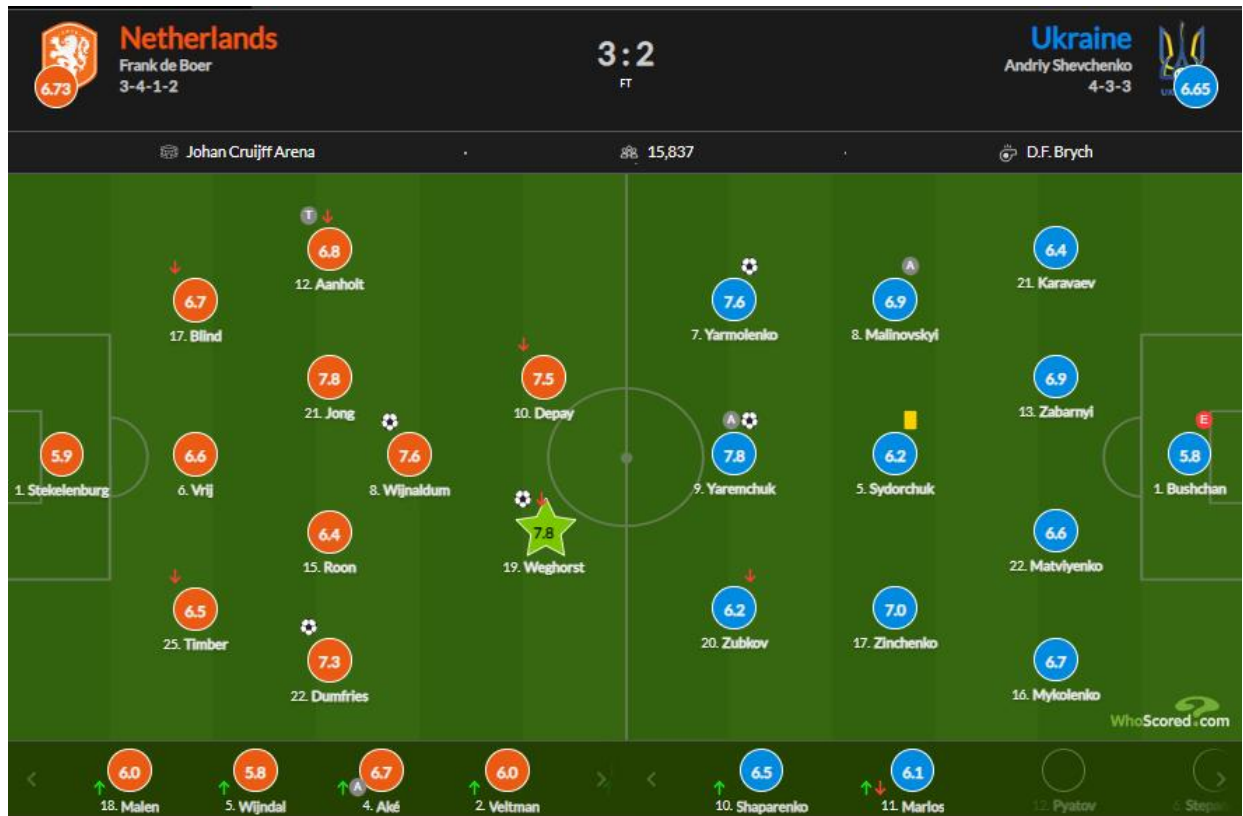 Netherlands
Frank de Boer
3-4-1-2
6.73
3 : 2
FT
Ukraine
Andriy Shevchenko
4-3-3
6.65
Johan Cruijff Arena
15,837
D.F. Brych
T
6.8
12. Aanholt
6.7
17. Blind
7.8
21. Jong
7.5
10. Depay
5.9
1. Stekelenburg
6.6
6. Vrij
7.6
8. Wijnaldum
6.4
15. Roon
7.8
19. Weghorst
6.5
25. Timber
7.3
22. Dumfries
7.6
7. Yarmolenko
A
6.9
8. Malinovskyi
6.4
21. Karavaev
6.9
13. Zabarnyi
A
7.8
9. Yaremchuk
6.2
5. Sydorchuk
E
5.8
1. Bushchan
6.6
22. Matviyenko
6.2
20. Zubkov
7.0
17. Zinchenko
6.7
16. Mykolenko
WhoScored.com
6.0
18. Malen
5.8
5. Wijndal
6.7
A
4. Aké
6.0
2. Veltman
6.5
10. Shaparenko
6.1
11. Marlos
12. Pyatov